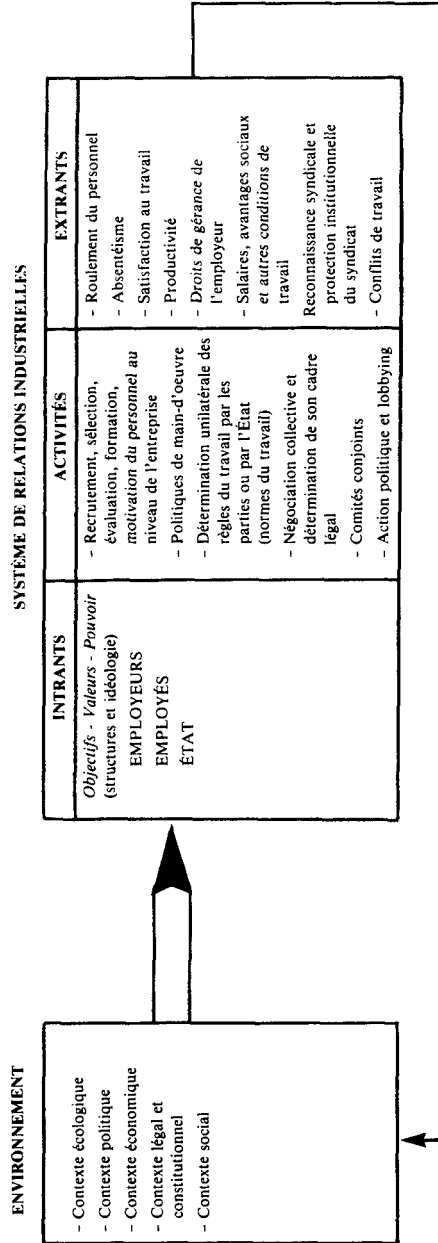 ENVIRONNEMENT
- Contexte écologique
- Contexte politique
- Contexte économique
- Contexte légal et
constitutionnel
- Contexte social
SYSTÈME DE RELATIONS INDUSTRIELLES
INTRANTS
Objectifs - Valeurs - Pouvoir
(structures et idéologie)
EMPLOYEURS
EMPLOYÉS
ÉTAT
ACTIVITÉS
- Recrutement, sélection,
évaluation, formation,
motivation du personnel au
niveau de l'entreprise
- Politiques de main-d'oeuvre
- Détermination unilatérale des
règles du travail par les
parties ou par l'État
(normes du travail)
- Négociation collective et
détermination de son cadre
légal
- Comités conjoints
- Action politique et lobbying
EXTRANTS
- Roulement du personnel
- Absentéisme
- Satisfaction au travail
- Productivité
- Droits de gérance de
l'employeur
- Salaires, avantages sociaux
et autres conditions de
travail
Reconnaissance syndicale et
protection institutionnelle
du syndicat
- Conflits de travail